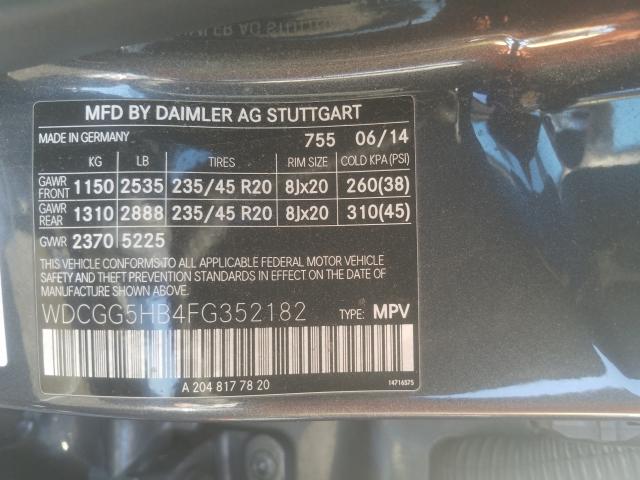 MFD BY DAIMLER AG STUTTGART
MADE IN GERMANY 755 06/14
KG LB TIRES RIM SIZE COLD KPA (PSI)
GAWR FRONT 1150 2535 235/45 R20 8Jx20 260(38)
GAWR REAR 1310 2888 235/45 R20 8Jx20 310(45)
GVWR 2370 5225
THIS VEHICLE CONFORMS TO ALL APPLICABLE FEDERAL MOTOR VEHICLE
SAFETY AND THEFT PREVENTION STANDARDS IN EFFECT ON THE DATE
OF MANUFACTURE SHOWN ABOVE.
WDCGG5HB4FG352182 TYPE: MPV
A 204 817 78 20 14716575